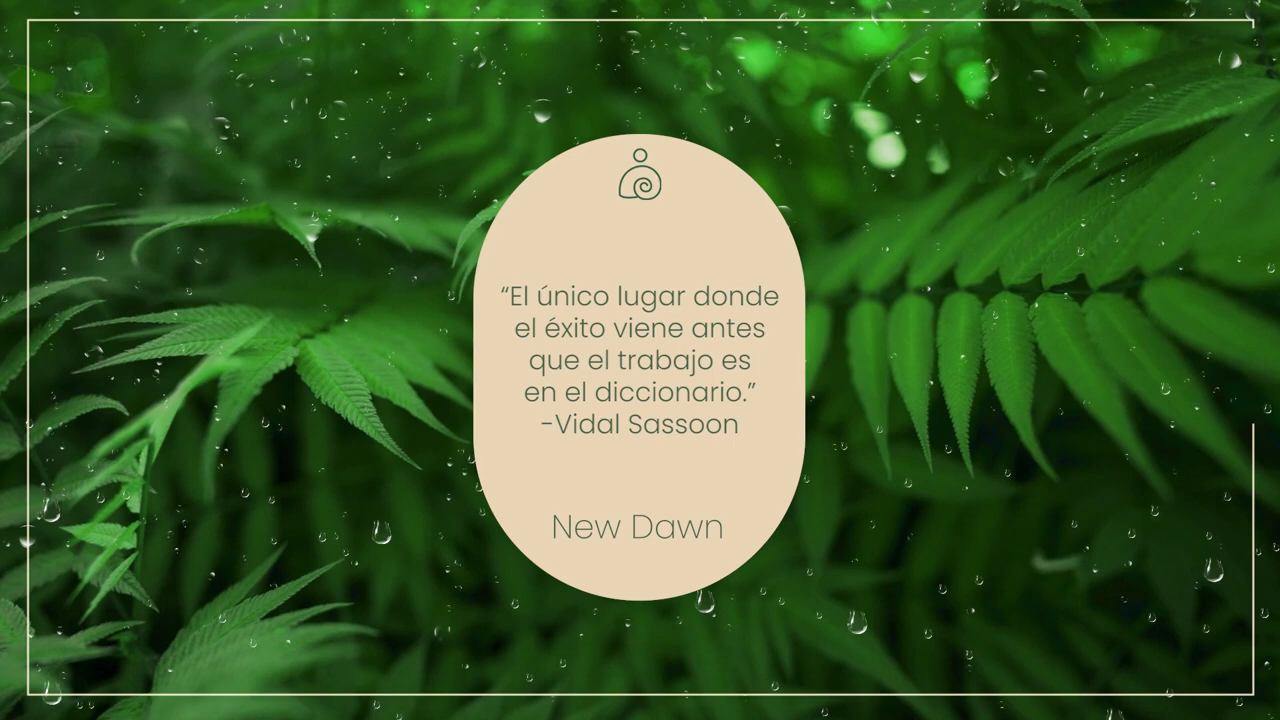 “El único lugar donde
el éxito viene antes
que el trabajo es
en el diccionario.”
-Vidal Sassoon
New Dawn